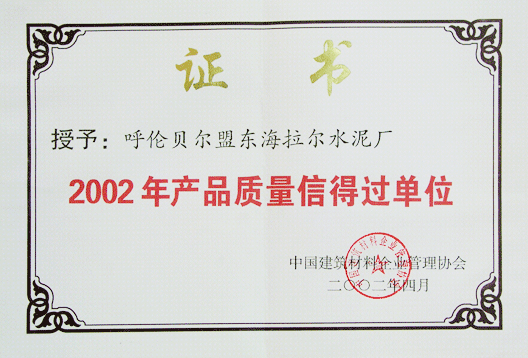 证书
授予：呼伦贝尔盟东海拉尔水泥厂
2002年产品质量信得过单位
中国建筑材料企业管理协会
二〇〇二年四月